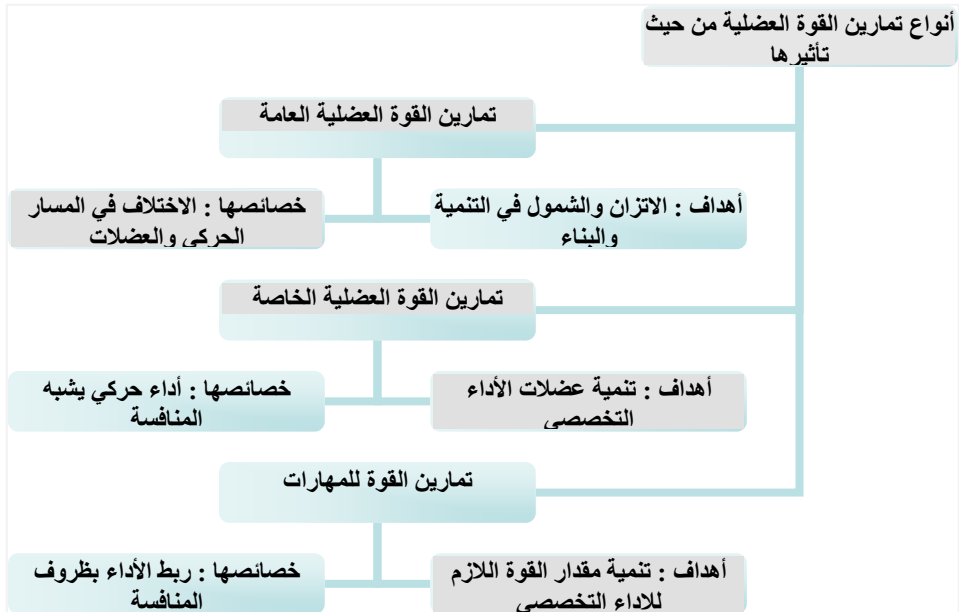 أنواع تمارين القوة العضلية من حيث
تأثيرها
تمارين القوة العضلية العامة
أهداف : الاتزان والشمول في التنمية
والبناء
خصائصها : الاختلاف في المسار
الحركي والعضلات
تمارين القوة العضلية الخاصة
أهداف : تنمية عضلات الأداء
التخصصي
خصائصها : أداء حركي يشبه
المنافسة
تمارين القوة للمهارات
أهداف : تنمية مقدار القوة اللازم
للاداء التخصصي
خصائصها : ربط الأداء بظروف
المنافسة